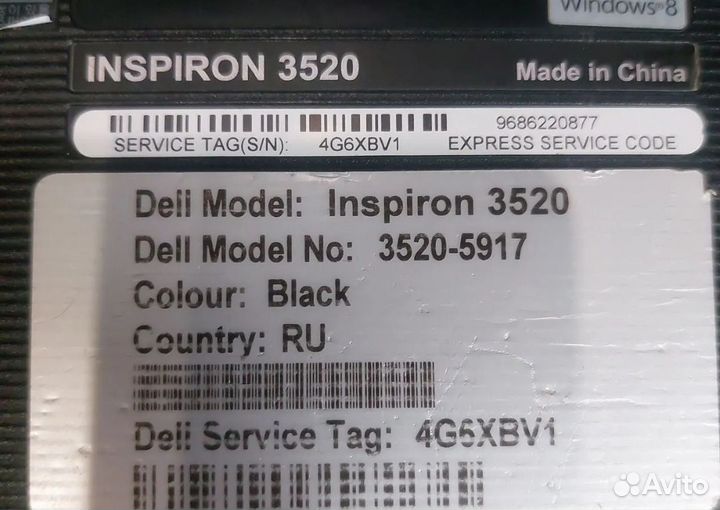 Windows®8
INSPIRON 3520 Made in China
9686220877
SERVICE TAG(S/N): 4G6XBV1 EXPRESS SERVICE CODE
Dell Model: Inspiron 3520
Dell Model No: 3520-5917
Colour: Black
Country: RU
Dell Service Tag: 4G6XBV1
Avito